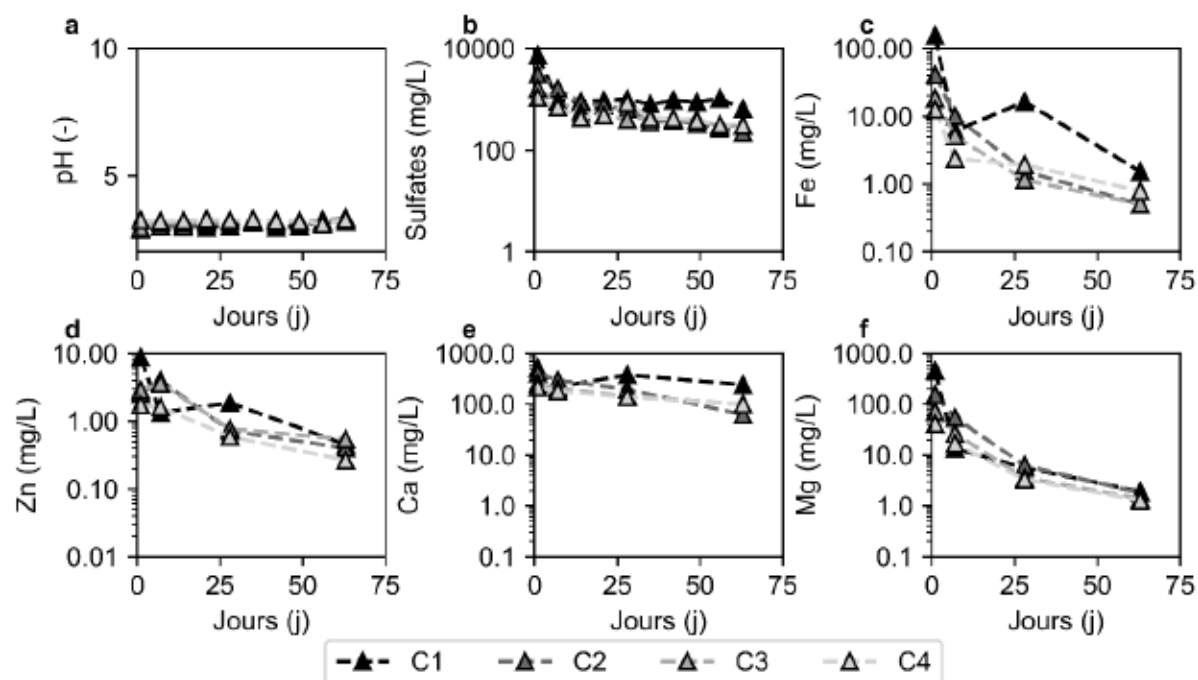 a
b
c
10
5
pH (-)
0 25 50 75
Jours (j)
10000
100
1
Sulfates (mg/L)
0 25 50 75
Jours (j)
100.00
10.00
1.00
0.10
Fe (mg/L)
0 25 50 75
Jours (j)
d
e
f
10.00
1.00
0.10
0.01
Zn (mg/L)
0 25 50 75
Jours (j)
1000.0
100.0
10.0
1.0
0.1
Ca (mg/L)
0 25 50 75
Jours (j)
1000.0
100.0
10.0
1.0
0.1
Mg (mg/L)
0 25 50 75
Jours (j)
C1 C2 C3 C4